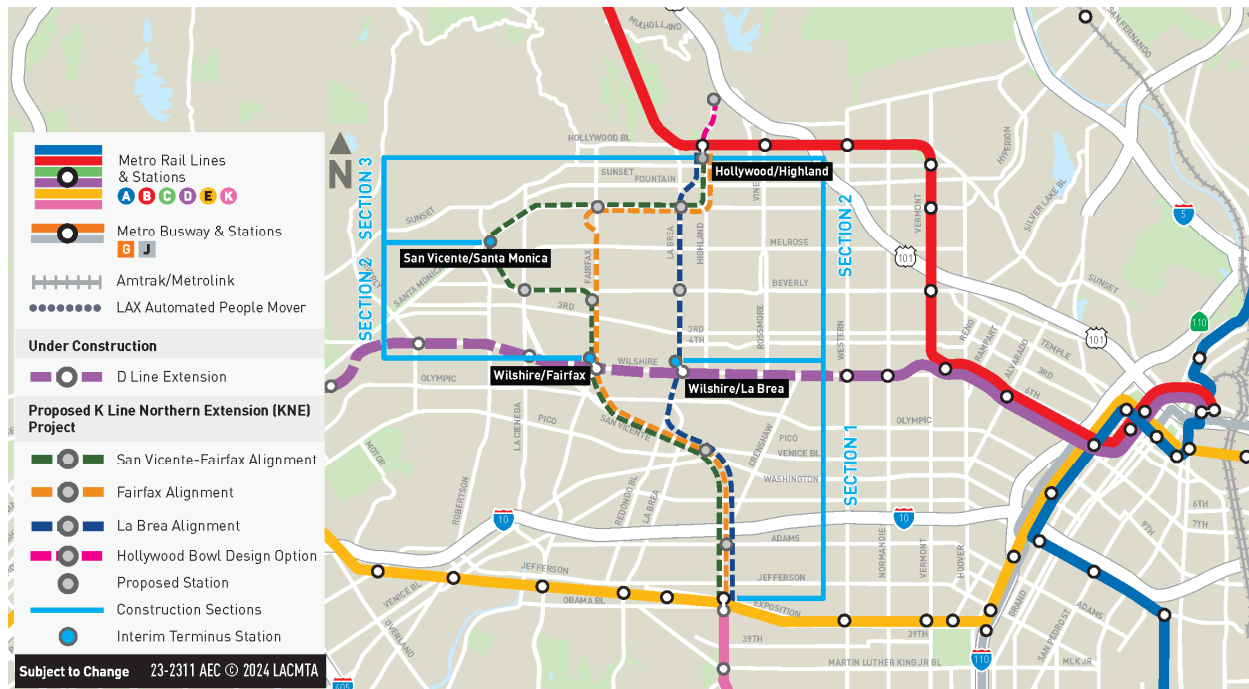 MULHOLLAND
SAN FERNANDO
HOLLYWOOD BL
Hollywood/Highland
SUNSET
FOUNTAIN
VINE
HYPERION
SILVER LAKE BL
5
N
SECTION 3
SECTION 2
SECTION 2
SECTION 1
SUNSET
VERMONT
LA BREA
HIGHLAND
MELROSE
101
San Vicente/Santa Monica
FAIRFAX
SANTA MONICA
BEVERLY
SUNSET
3RD
ROSSMORE
WESTERN
110
3RD
4TH
RENO
RAMPART
ALVARADO
TEMPLE
101
3RD
6TH
WILSHIRE
Wilshire/Fairfax
Wilshire/La Brea
OLYMPIC
OLYMPIC
LA CIENEGA
PICO
SAN VICENTE
PICO
CRENSHAW
VENICE BL
WASHINGTON
MOTOR
ROBERTSON
REDONDO BL
LA BREA
10
10
ADAMS
NORMANDIE
VERMONT
HOOVER
6TH
7TH
9TH
JEFFERSON
JEFFERSON
VENICE BL
OBAMA BL
EXPOSITION
OVERLAND
39TH
39TH
GRAND
ADAMS
SAN PEDRO ST
MARTIN LUTHER KING JR BL
MLK JR
110
405
Metro Rail Lines
& Stations
A B C D E K
Metro Busway & Stations
G J
Amtrak/Metrolink
LAX Automated People Mover
Under Construction
D Line Extension
Proposed K Line Northern Extension (KNE)
Project
San Vicente-Fairfax Alignment
Fairfax Alignment
La Brea Alignment
Hollywood Bowl Design Option
Proposed Station
Construction Sections
Interim Terminus Station
Subject to Change 23-2311 AEC © 2024 LACMTA